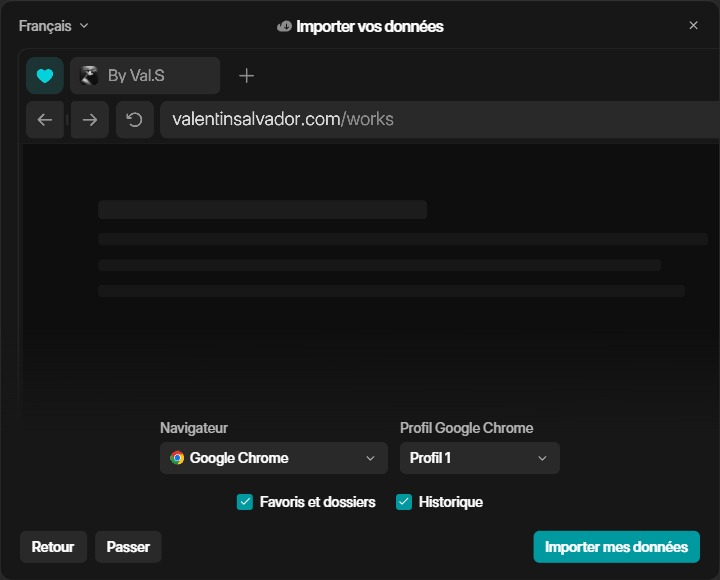 Français
Importer vos données
By Val.S
valentinsalvador.com/works
Navigateur
Profil Google Chrome
Google Chrome
Profil 1
Favoris et dossiers
Historique
Retour
Passer
Importer mes données